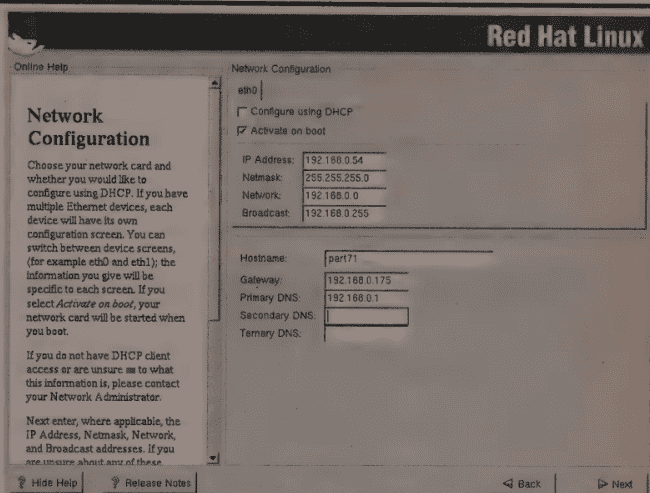 Red Hat Linux
Online Help
Network
Configuration
Choose your network card and
whether you would like to
configure using DHCP. If you have
multiple Ethernet devices, each
device will have its own
configuration screen. You can
switch between device screens,
(for example eth0 and eth1); the
information you give will be
specific to each screen. If you
select Activate on boot, your
network card will be started when
you boot.
If you do not have DHCP client
access or are unsure as to what
this information is, please contact
your Network Administrator.
Next enter, where applicable, the
IP Address, Netmask, Network,
and Broadcast addresses. If you
are unsure about any of these
Network Configuration
eth0
Configure using DHCP
Activate on boot
IP Address: 192.168.0.54
Netmask: 255.255.255.0
Network: 192.168.0.0
Broadcast: 192.168.0.255
Hostname: part71
Gateway: 192.168.0.175
Primary DNS: 192.168.0.1
Secondary DNS:
Ternary DNS:
Hide Help
Release Notes
Back
Next